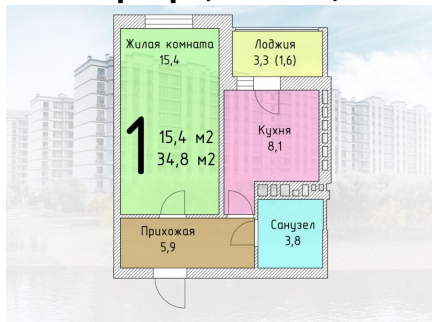 Жилая комната
15,4
Лоджия
3,3 (1,6)
1
15,4 м2
34,8 м2
Кухня
8,1
Прихожая
5,9
Санузел
3,8